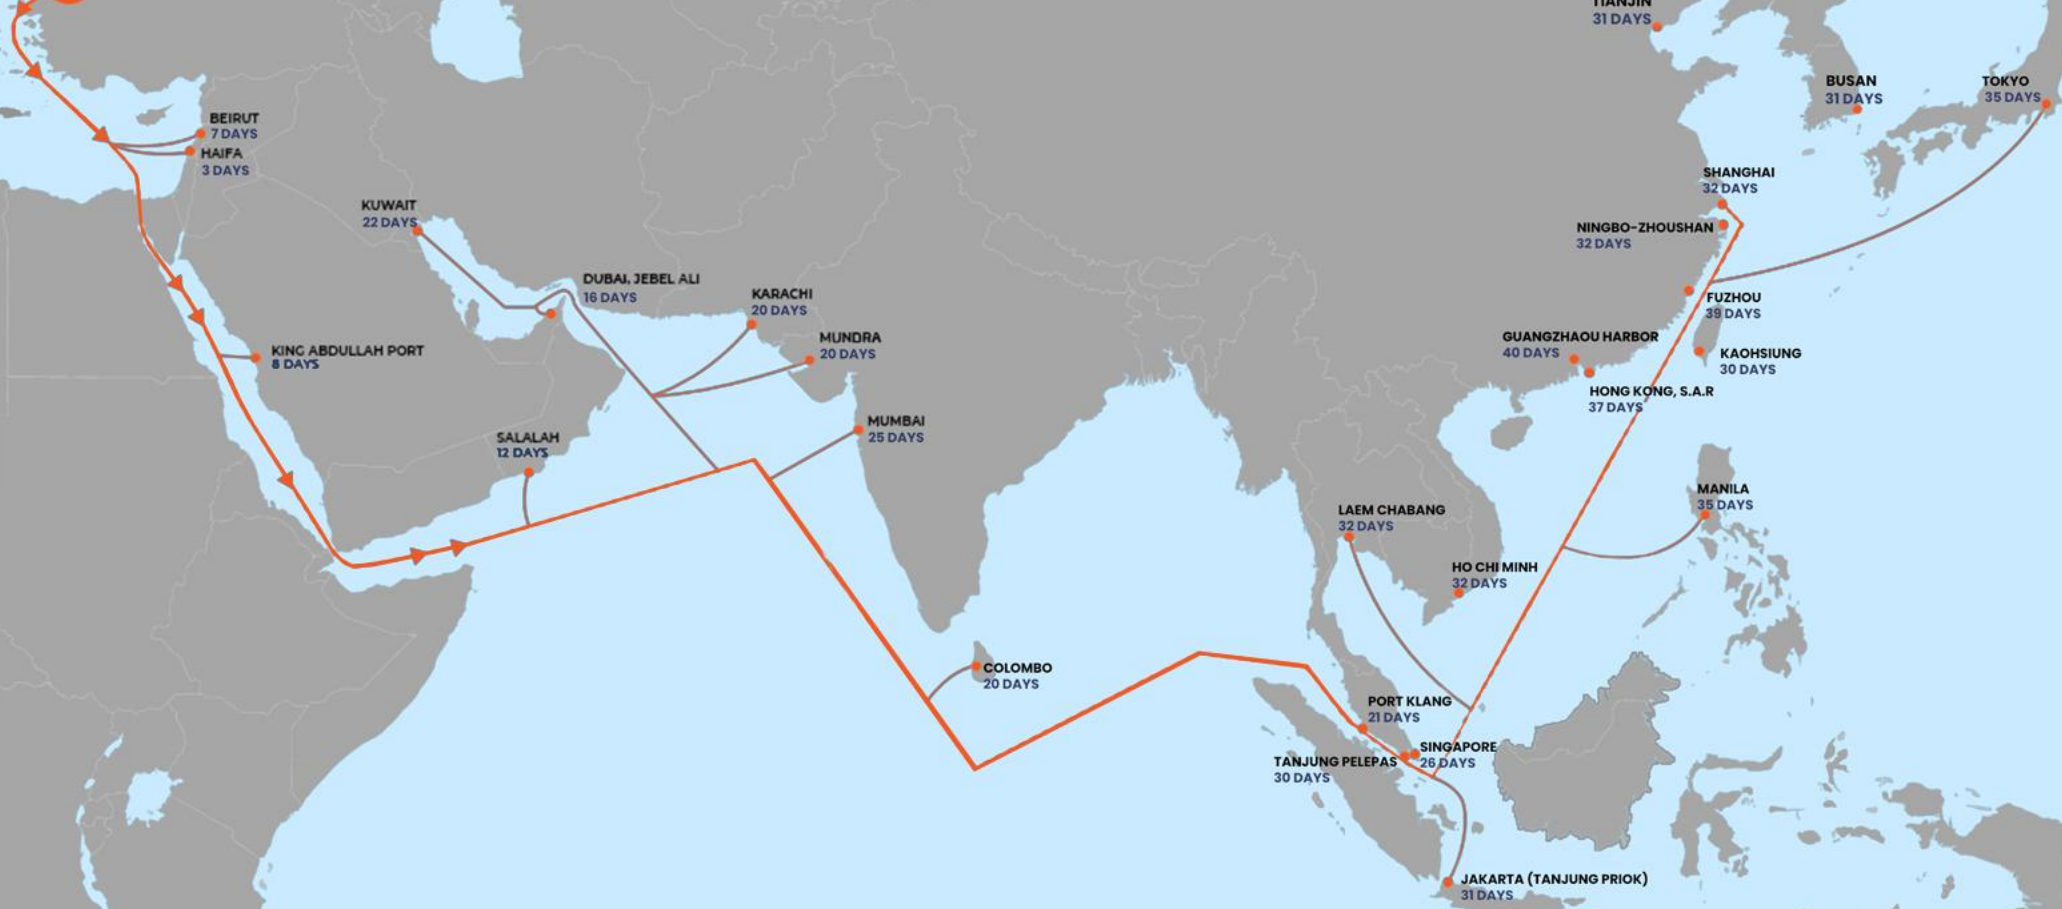 TIANJIN
31 DAYS
BUSAN
31 DAYS
TOKYO
35 DAYS
BEIRUT
7 DAYS
HAIFA
3 DAYS
SHANGHAI
32 DAYS
KUWAIT
22 DAYS
NINGBO-ZHOUSHAN
32 DAYS
DUBAI, JEBEL ALI
16 DAYS
KARACHI
20 DAYS
FUZHOU
39 DAYS
MUNDRA
20 DAYS
GUANGZHAOU HARBOR
40 DAYS
KING ABDULLAH PORT
8 DAYS
KAOHSIUNG
30 DAYS
HONG KONG, S.A.R
37 DAYS
MUMBAI
25 DAYS
SALALAH
12 DAYS
MANILA
35 DAYS
LAEM CHABANG
32 DAYS
HO CHI MINH
32 DAYS
COLOMBO
20 DAYS
PORT KLANG
21 DAYS
SINGAPORE
26 DAYS
TANJUNG PELEPAS
30 DAYS
JAKARTA (TANJUNG PRIOK)
31 DAYS